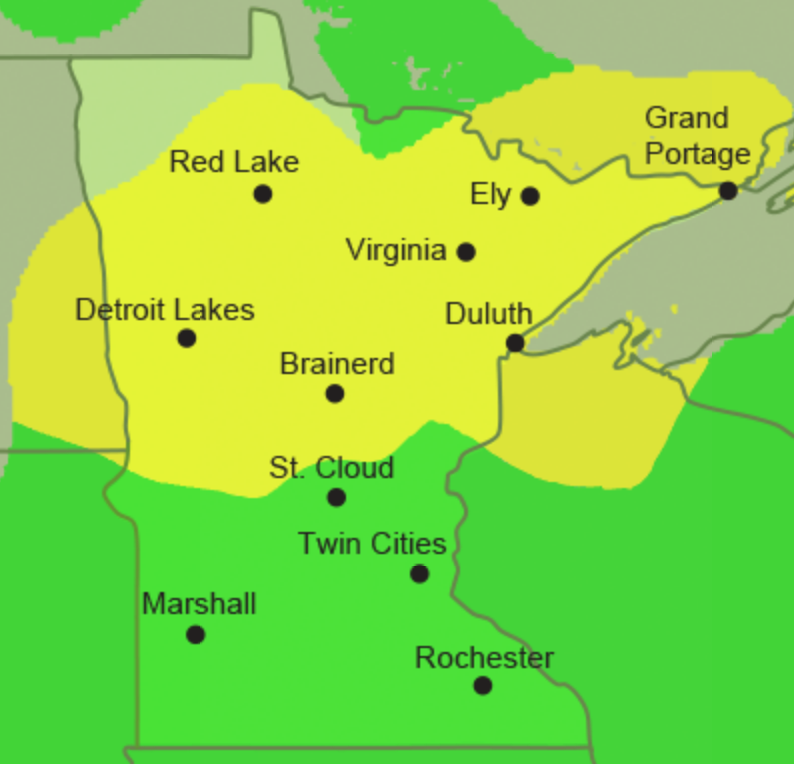 Grand
Portage
Red Lake
Ely
Virginia
Detroit Lakes
Duluth
Brainerd
St. Cloud
Twin Cities
Marshall
Rochester